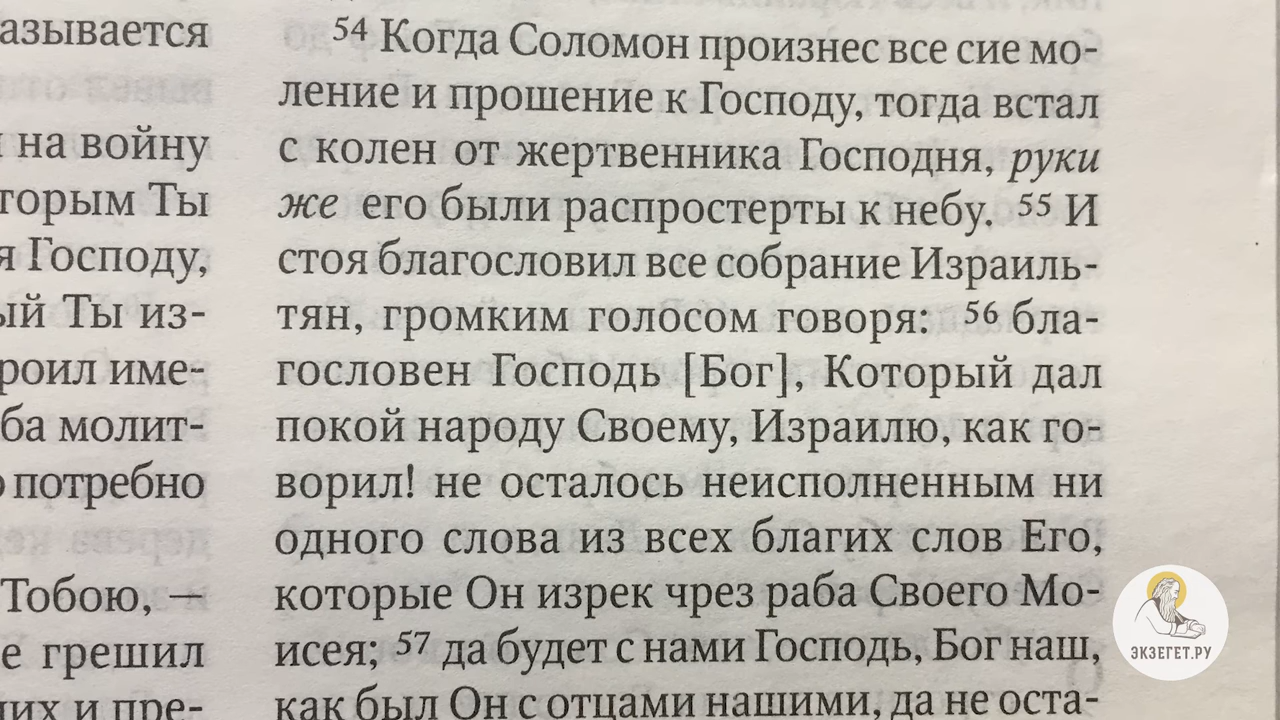 азывается
на войну
Ты
Господу,
Ты из-
роил име-
молит-
потребно
Тобою, —
грешил
и пре-
54 Когда Соломон произнес все сие мо-
ление и прошение к Господу, тогда встал
с колен от жертвенника Господня, руки
же его были распростерты к небу. 55 И
стоя благословил все собрание Израиль-
тян, громким голосом говоря: 56 бла-
гословен Господь [Бог], Который дал
покой народу Своему, Израилю, как го-
ворил! не осталось неисполненным ни
одного слова из всех благих слов Его,
которые Он изрек чрез раба Своего Мо-
исея; 57 да будет с нами Господь, Бог наш,
как был Он с отцами нашими, да не оста-
ЭКЗЕГЕТ.РУ